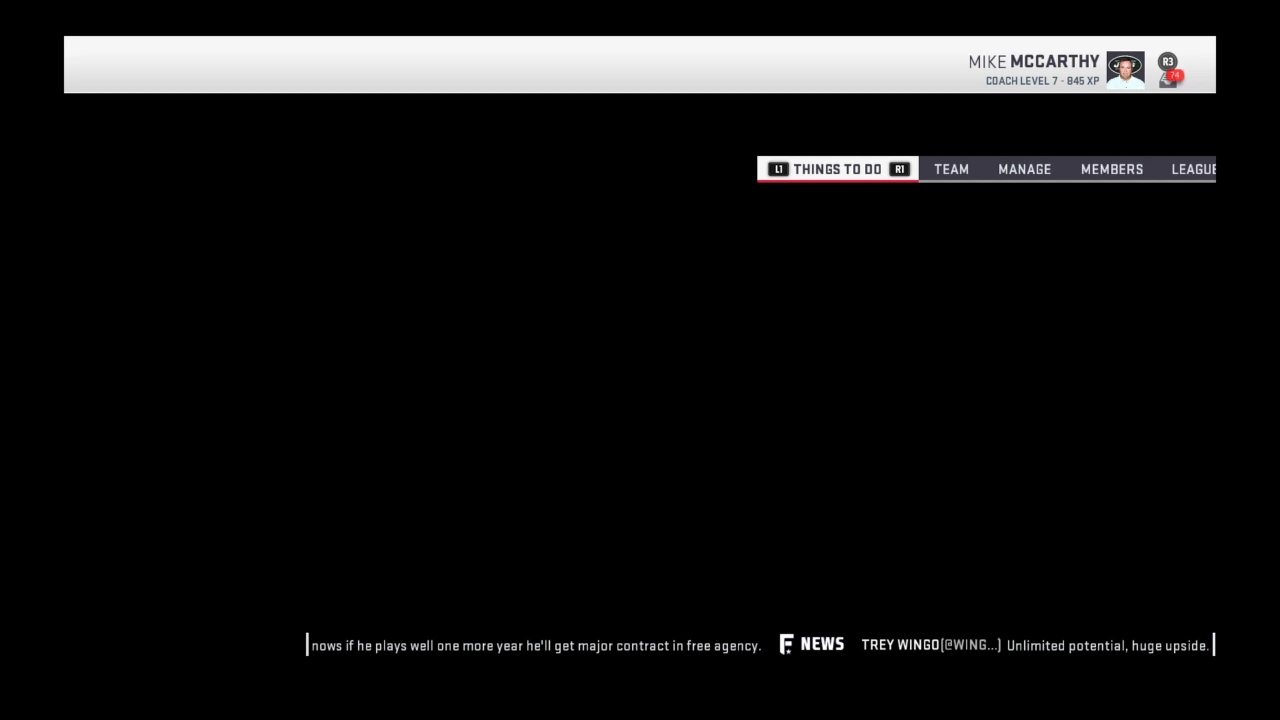 MIKE MCCARTHY
COACH LEVEL 7 - 845 XP
R3
74
L1 THINGS TO DO R1 TEAM MANAGE MEMBERS LEAGUE
nows if he plays well one more year he'll get major contract in free agency. F NEWS TREY WINGO(@WING...) Unlimited potential, huge upside.